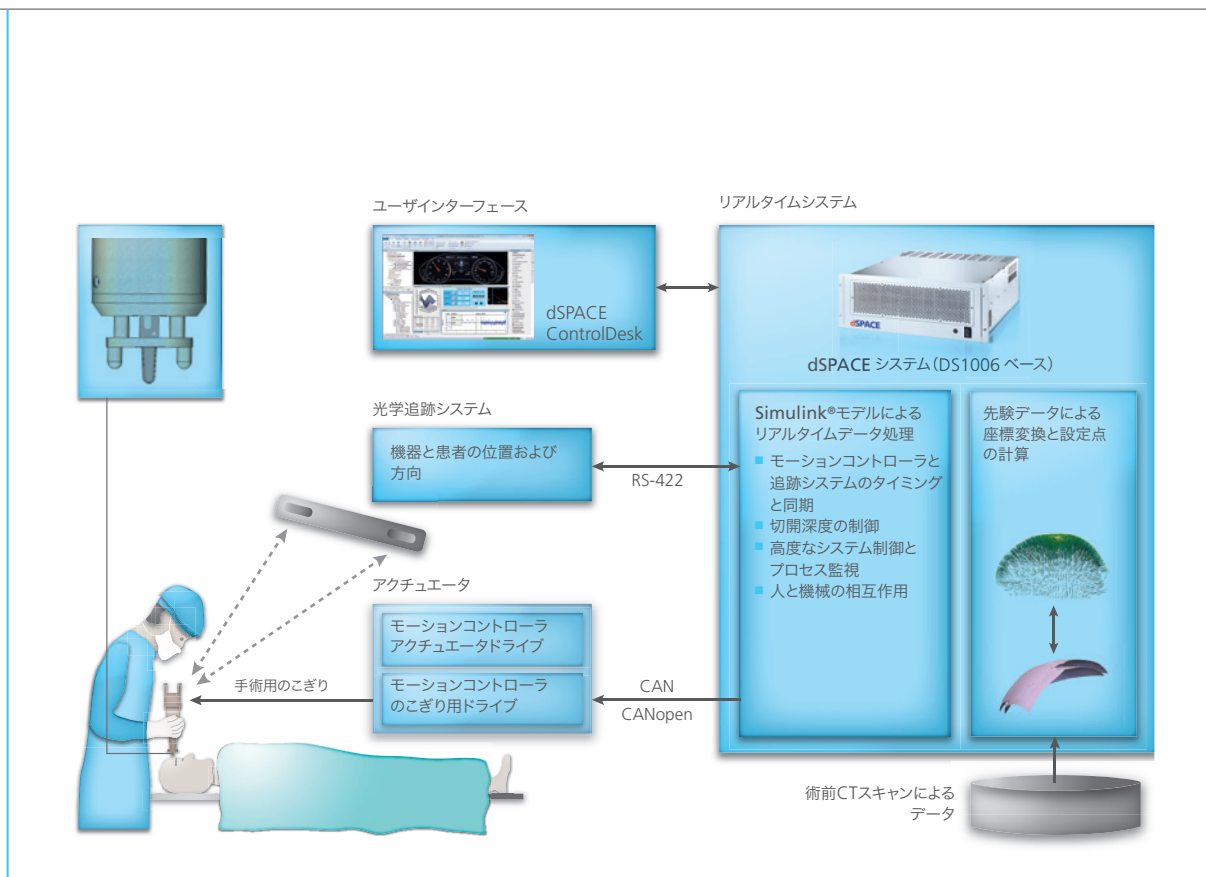 ユーザインターフェース
dSPACE
ControlDesk
リアルタイムシステム
dSPACE
dSPACE システム（DS1006 ベース）
光学追跡システム
機器と患者の位置および
方向
RS-422
Simulink®モデルによる
リアルタイムデータ処理
■ モーションコントローラと
追跡システムのタイミング
と同期
■ 切開深度の制御
■ 高度なシステム制御と
プロセス監視
■ 人と機械の相互作用
先験データによる
座標変換と設定点
の計算
アクチュエータ
モーションコントローラ
アクチュエータドライブ
モーションコントローラ
のこぎり用ドライブ
手術用のこぎり
CAN
CANopen
術前CTスキャンによる
データ